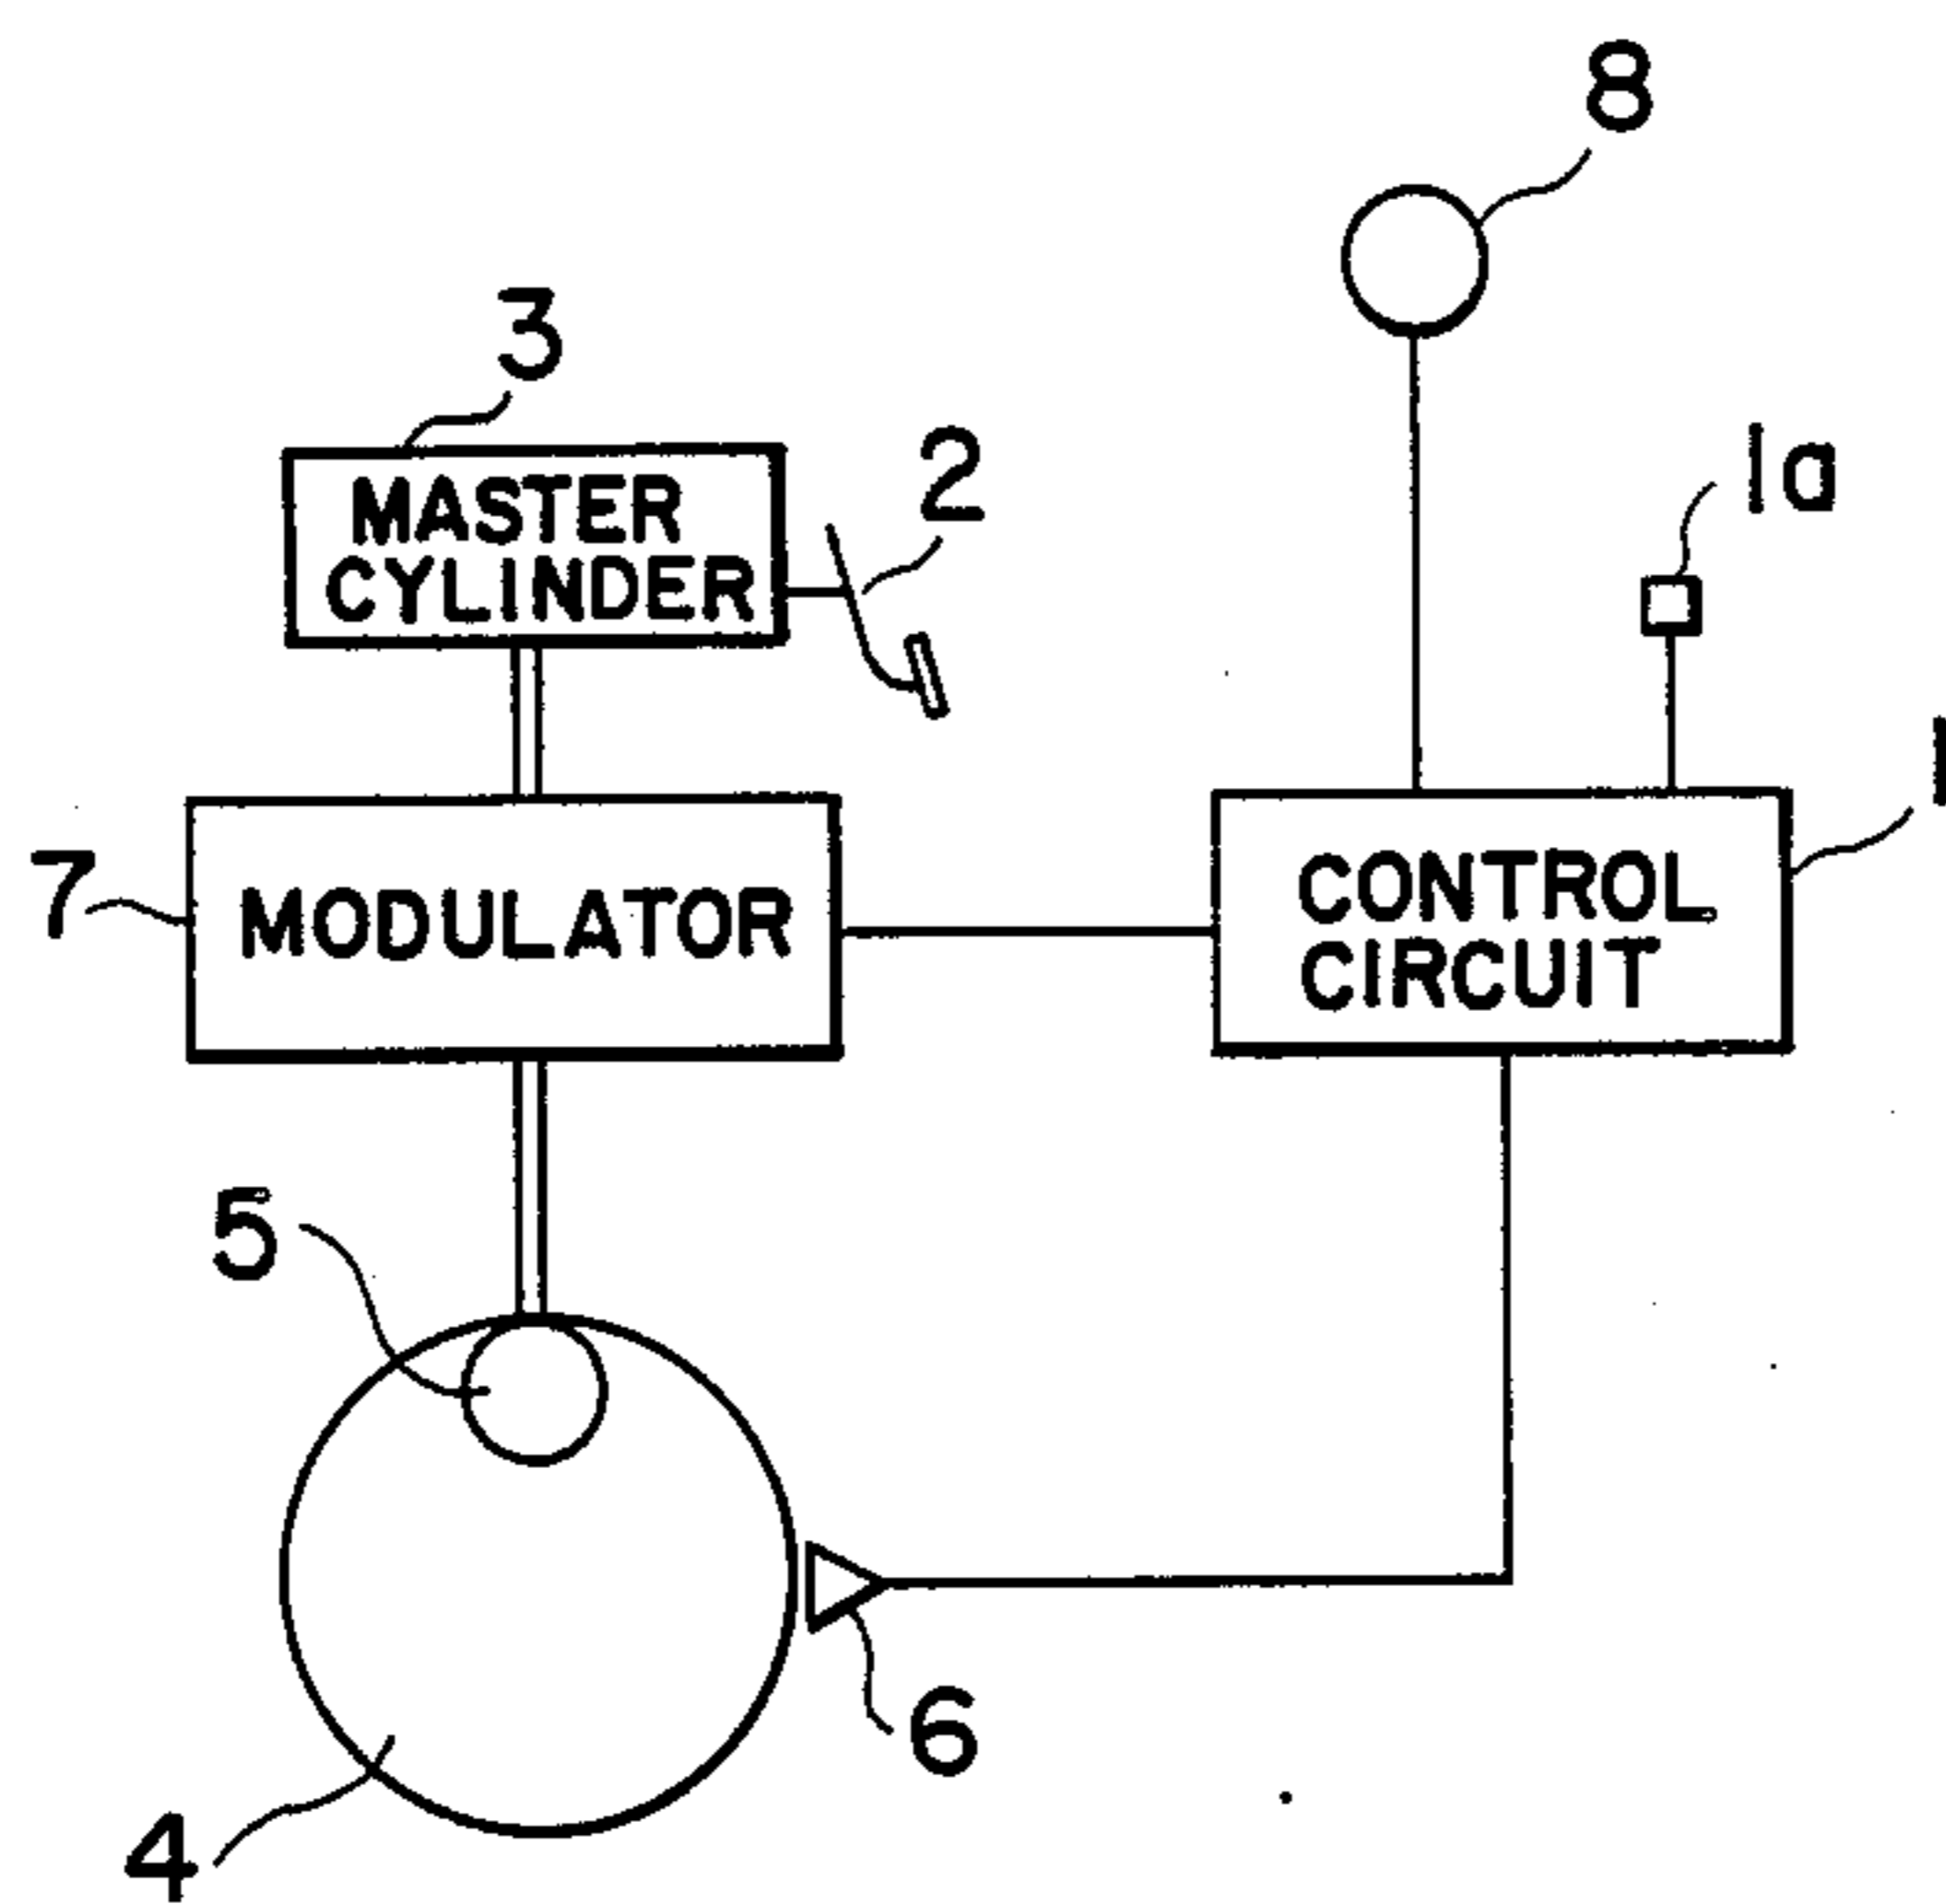 8
3
2
1a
MASTER
CYLINDER
1
7
MODULATOR
CONTROL
CIRCUIT
5
6
4